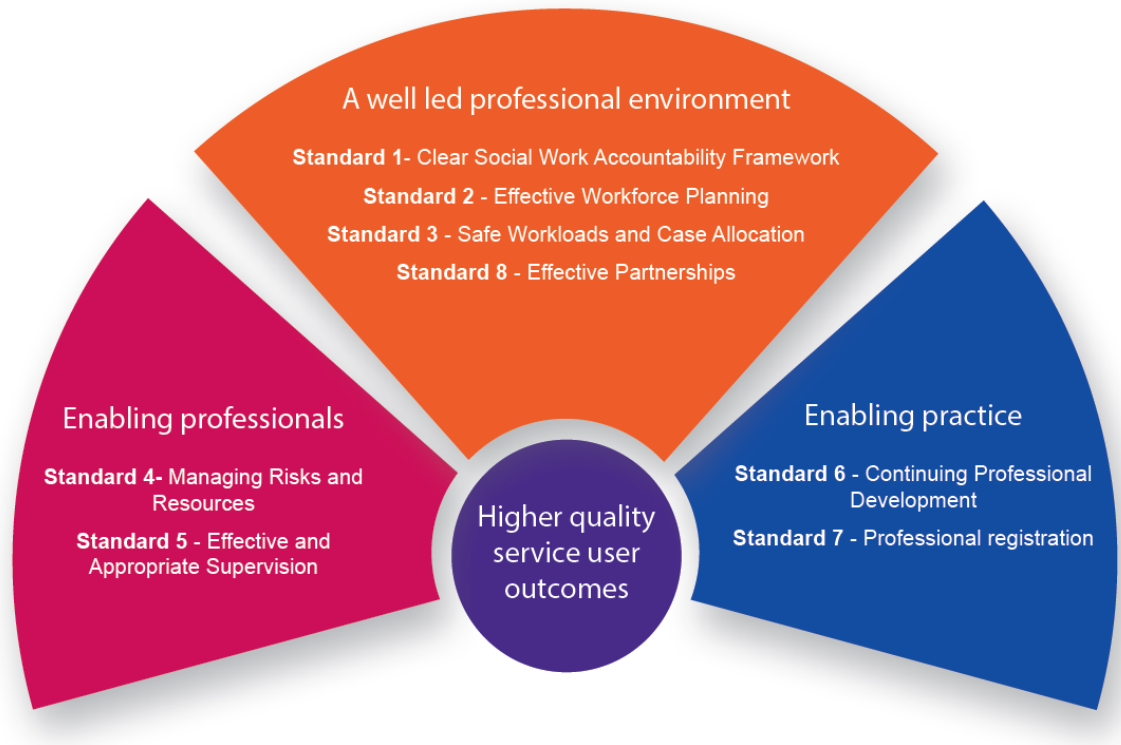 A well led professional environment
Standard 1- Clear Social Work Accountability Framework
Standard 2 - Effective Workforce Planning
Standard 3 - Safe Workloads and Case Allocation
Standard 8 - Effective Partnerships
Enabling professionals
Standard 4- Managing Risks and
Resources
Standard 5 - Effective and
Appropriate Supervision
Higher quality
service user
outcomes
Enabling practice
Standard 6 - Continuing Professional
Development
Standard 7 - Professional registration